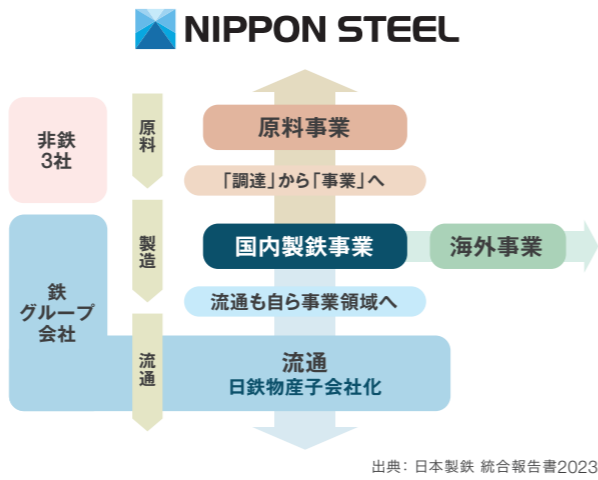 NIPPON STEEL
非鉄
3社
原料
原料事業
「調達」から「事業」へ
製造
国内製鉄事業
海外事業
流通も自ら事業領域へ
鉄
グループ
会社
流通
流通
日鉄物産子会社化
出典：日本製鉄 統合報告書2023